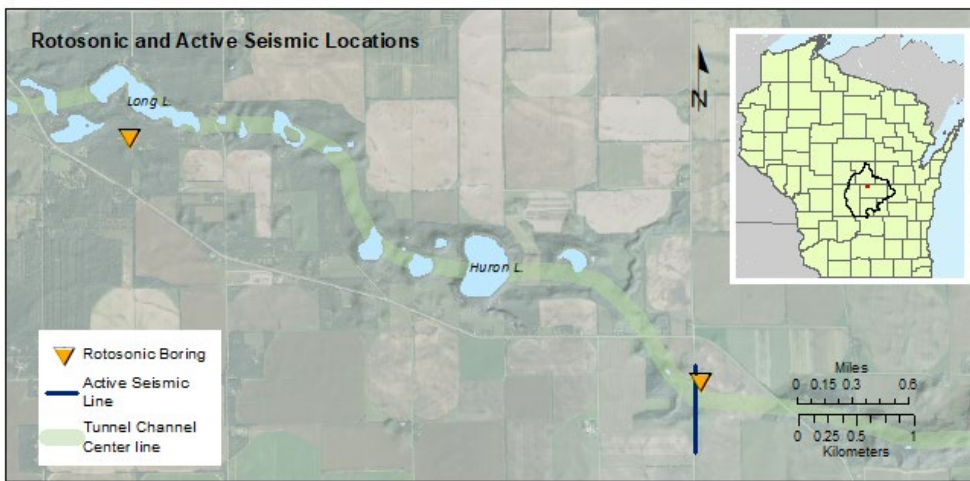 Rotosonic and Active Seismic Locations
N
Long L.
Huron L.
Rotosonic Boring
Active Seismic
Line
Tunnel Channel
Center line
Miles
0 0.15 0.3 0.6
0 0.25 0.5 1
Kilometers